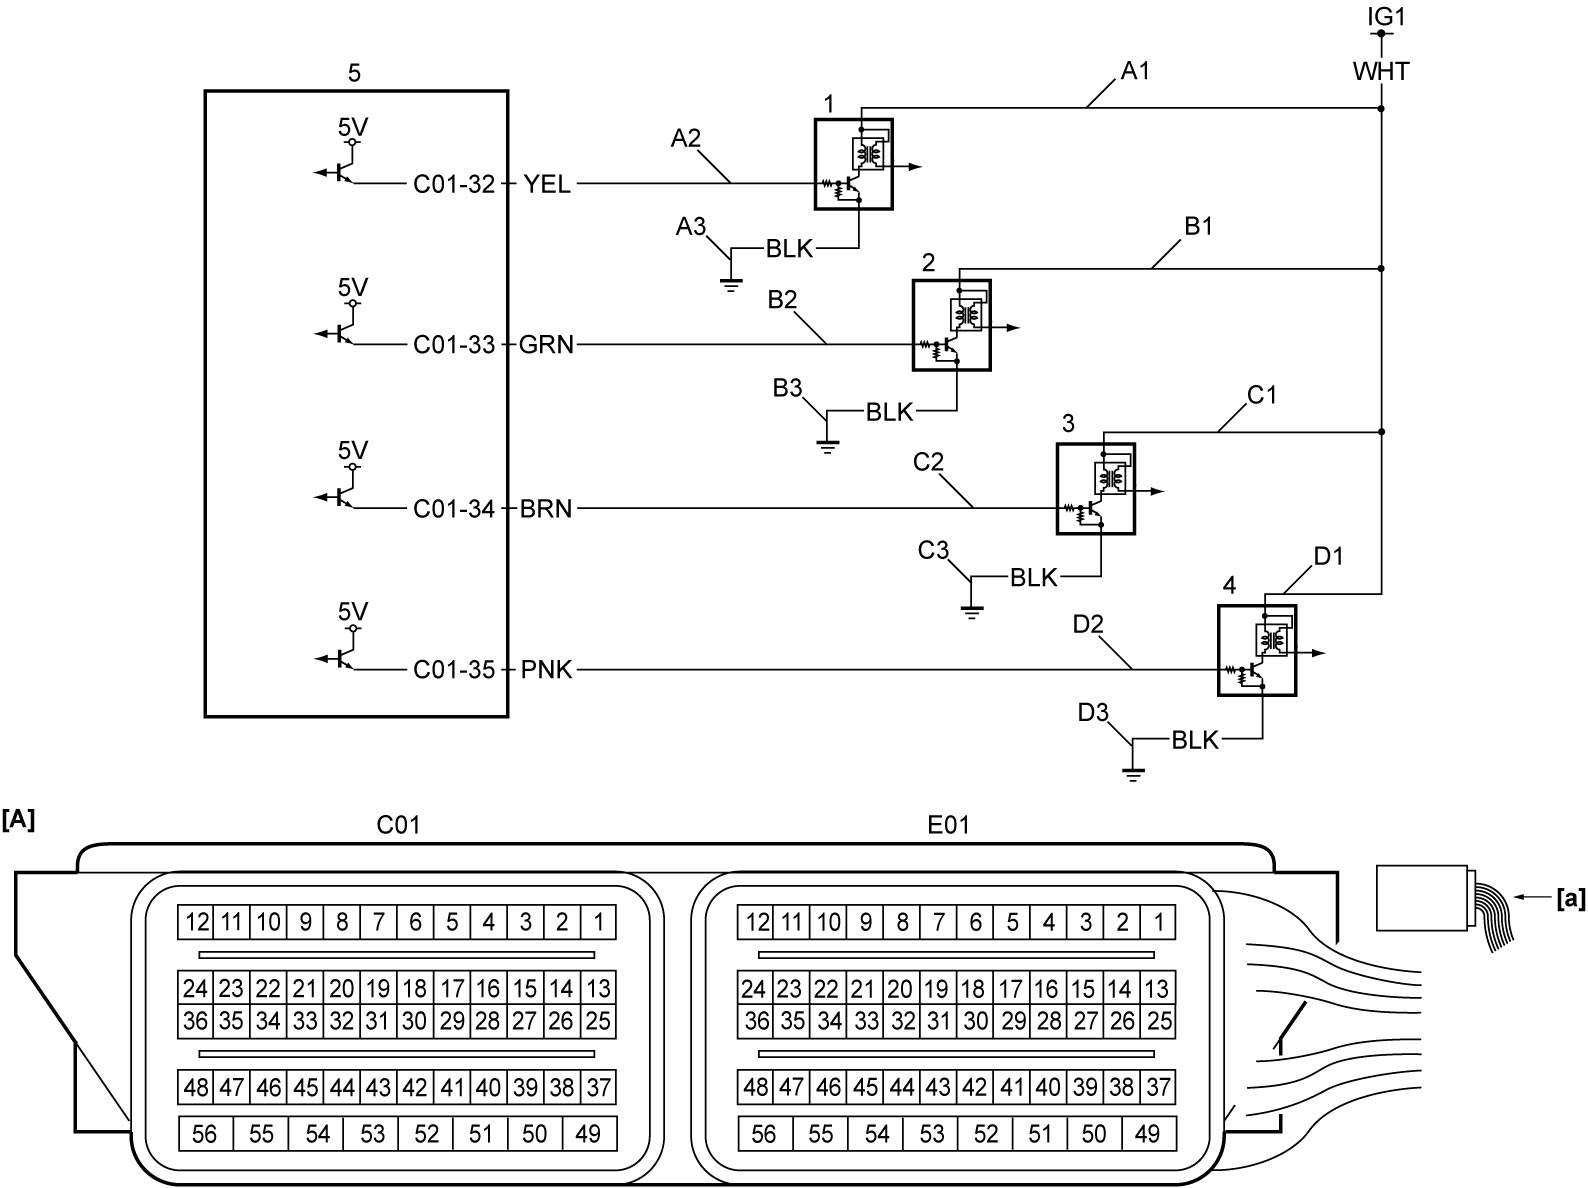 IG1
WHT
5
1
A1
5V
A2
C01-32
YEL
A3
BLK
B1
2
5V
B2
C01-33
GRN
B3
BLK
C1
3
5V
C2
C01-34
BRN
C3
BLK
D1
4
5V
D2
C01-35
PNK
D3
BLK
[A]
C01
E01
[a]
12 11 10 9 8 7 6 5 4 3 2 1
24 23 22 21 20 19 18 17 16 15 14 13
36 35 34 33 32 31 30 29 28 27 26 25
48 47 46 45 44 43 42 41 40 39 38 37
56 55 54 53 52 51 50 49
12 11 10 9 8 7 6 5 4 3 2 1
24 23 22 21 20 19 18 17 16 15 14 13
36 35 34 33 32 31 30 29 28 27 26 25
48 47 46 45 44 43 42 41 40 39 38 37
56 55 54 53 52 51 50 49